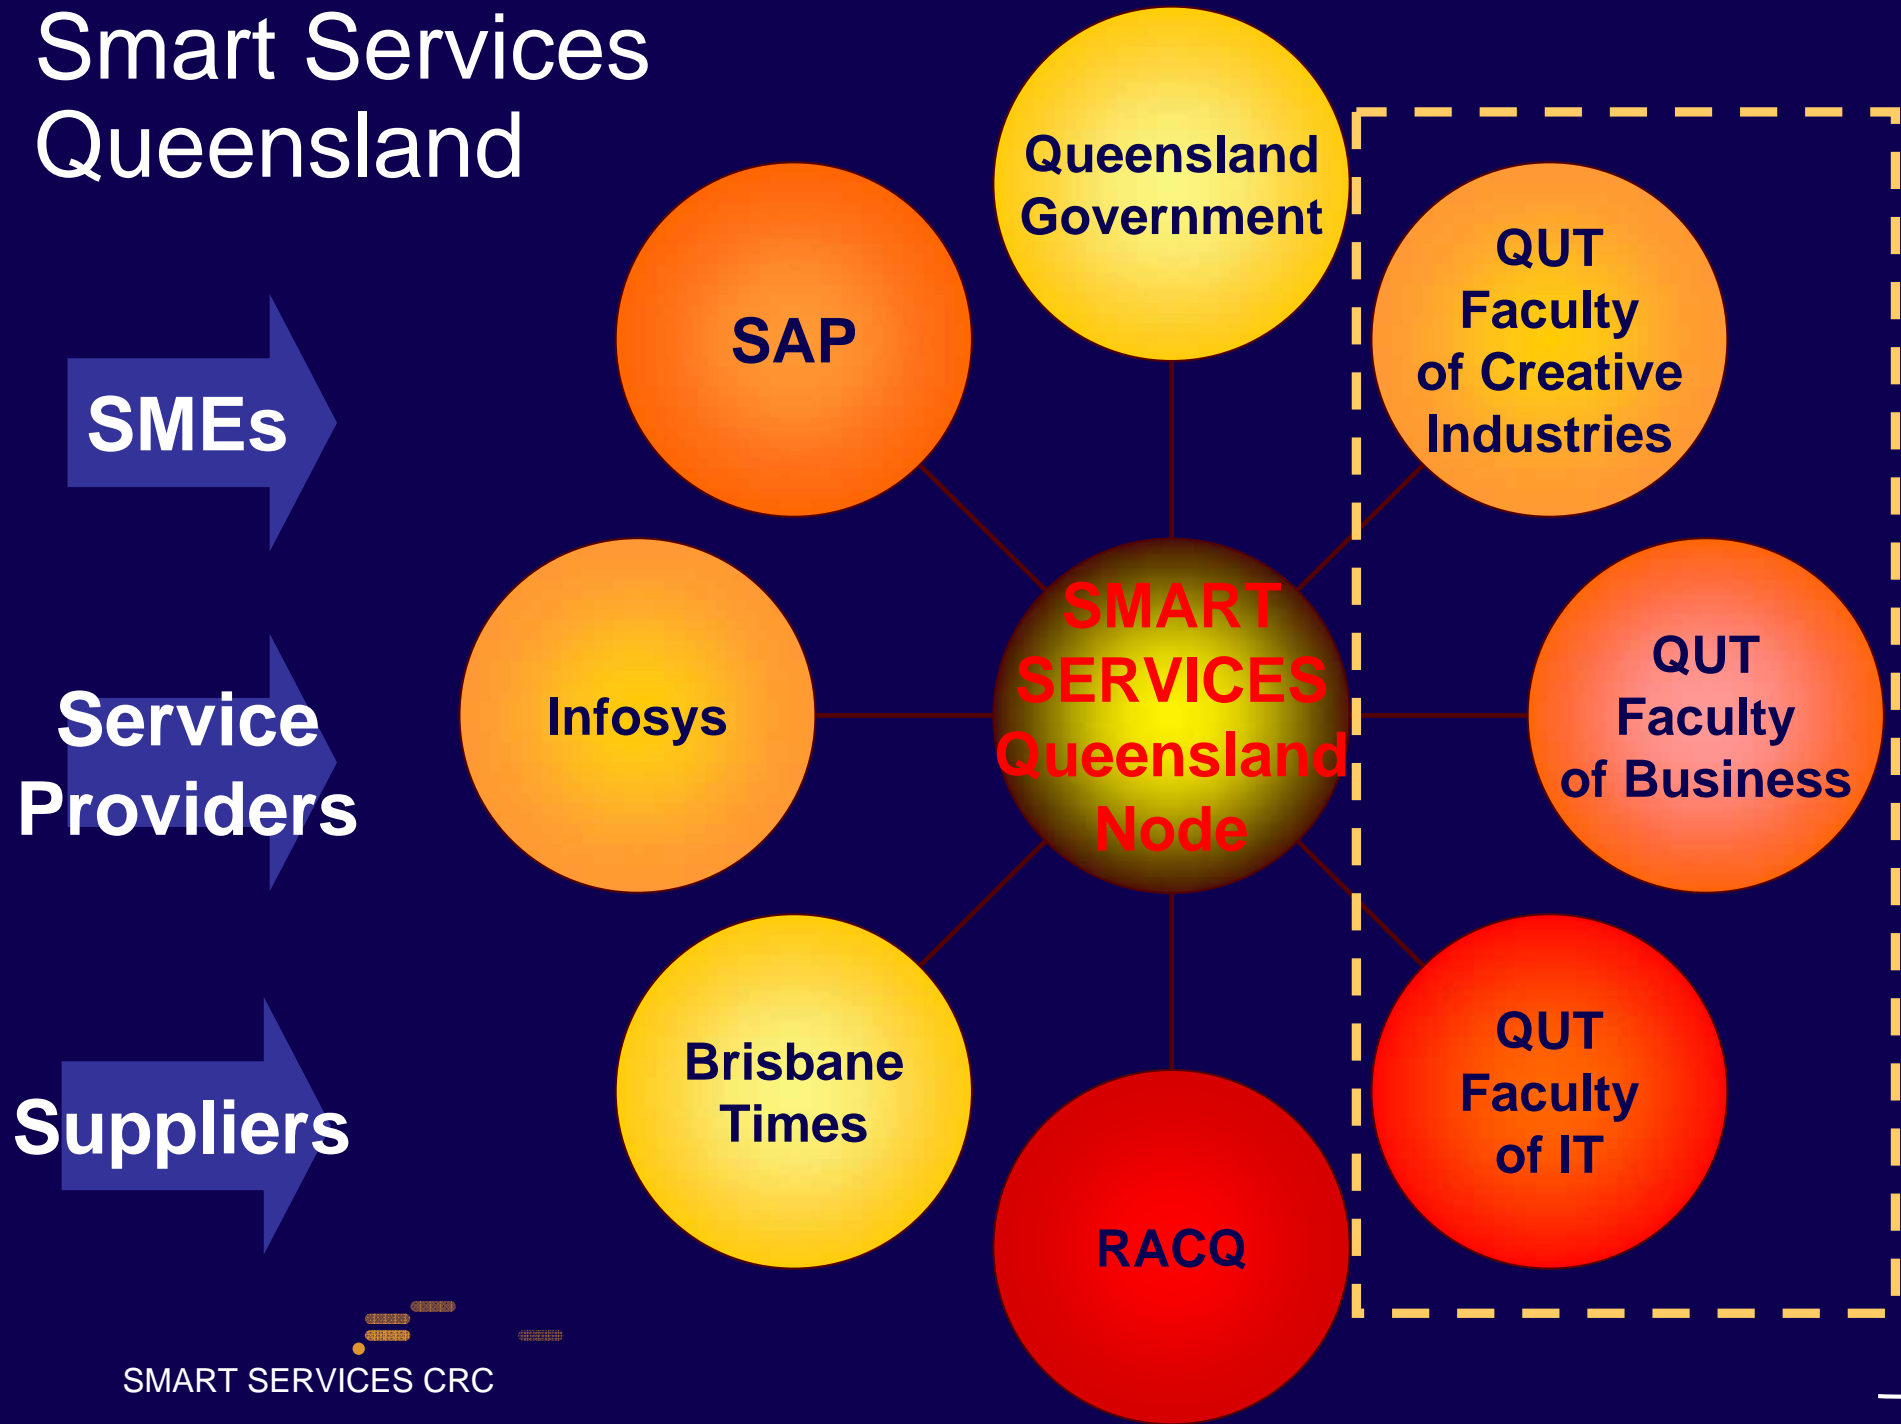 Smart Services
Queensland
Queensland
Government
SAP
QUT
Faculty
of Creative
Industries
SMEs
SMART
SERVICES
Queensland
Node
Infosys
QUT
Faculty
of Business
Service
Providers
Brisbane
Times
QUT
Faculty
of IT
Suppliers
RACQ
SMART SERVICES CRC